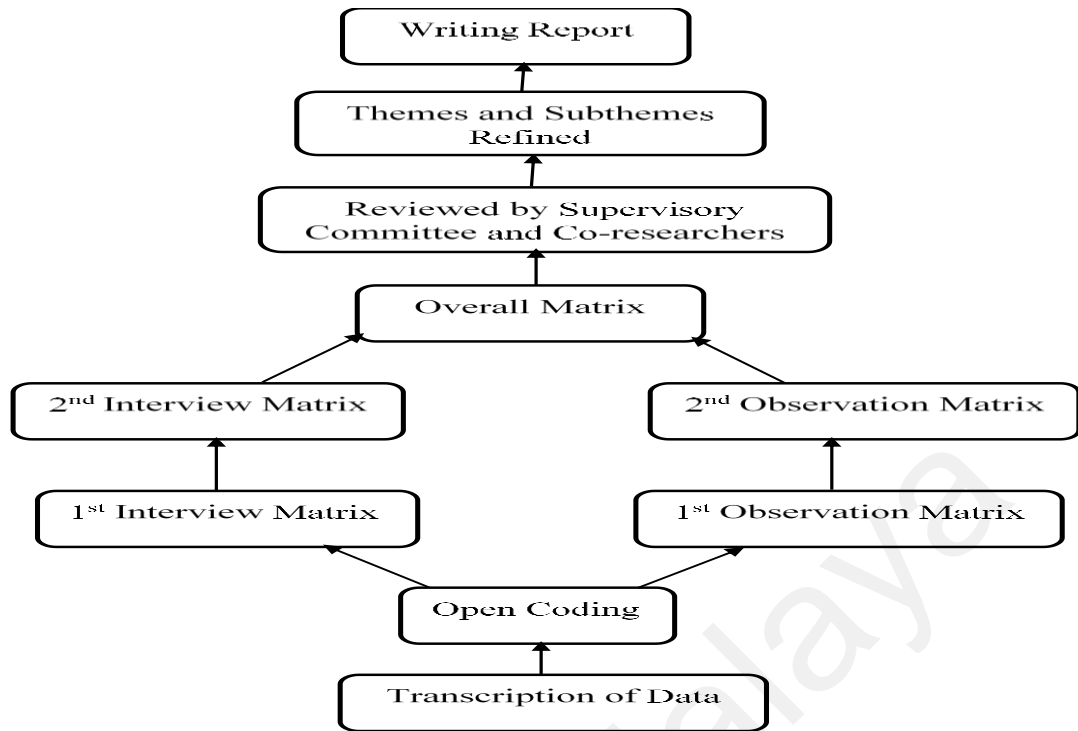 Writing Report
Themes and Subthemes
Refined
Reviewed by Supervisory
Committee and Co-researchers
Overall Matrix
2nd Interview Matrix
2nd Observation Matrix
1st Interview Matrix
1st Observation Matrix
Open Coding
Transcription of Data
alaya